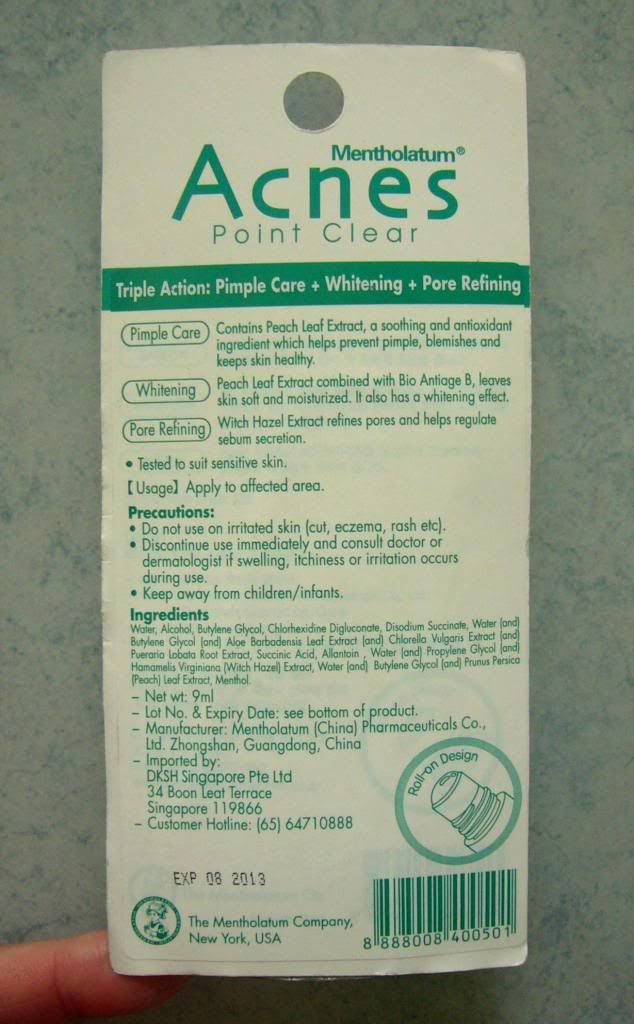 Mentholatum®
Acnes
Point Clear
Triple Action: Pimple Care + Whitening + Pore Refining
Pimple Care
Contains Peach Leaf Extract, a soothing and antioxidant
ingredient which helps prevent pimple, blemishes and
keeps skin healthy.
Whitening
Peach Leaf Extract combined with Bio Antiage B, leaves
skin soft and moisturized. It also has a whitening effect.
Pore Refining
Witch Hazel Extract refines pores and helps regulate
sebum secretion.
• Tested to suit sensitive skin.
【Usage】 Apply to affected area.
Precautions:
• Do not use on irritated skin (cut, eczema, rash etc).
• Discontinue use immediately and consult doctor or
dermatologist if swelling, itchiness or irritation occurs
during use.
• Keep away from children/infants.
Ingredients
Water, Alcohol, Butylene Glycol, Chlorhexidine Digluconate, Disodium Succinate, Water (and)
Butylene Glycol (and) Aloe Barbadensis Leaf Extract (and) Chlorella Vulgaris Extract (and)
Pueraria Lobata Root Extract, Succinic Acid, Allantoin , Water (and) Propylene Glycol (and)
Hamamelis Virginiana (Witch Hazel) Extract, Water (and) Butylene Glycol (and) Prunus Persica
(Peach) Leaf Extract, Menthol.
– Net wt: 9ml
– Lot No. & Expiry Date: see bottom of product.
– Manufacturer: Mentholatum (China) Pharmaceuticals Co.,
Ltd. Zhongshan, Guangdong, China
– Imported by:
DKSH Singapore Pte Ltd
34 Boon Leat Terrace
Singapore 119866
– Customer Hotline: (65) 64710888
Roll-on Design
EXP 08 2013
The Mentholatum Company,
New York, USA
8 888008 400501